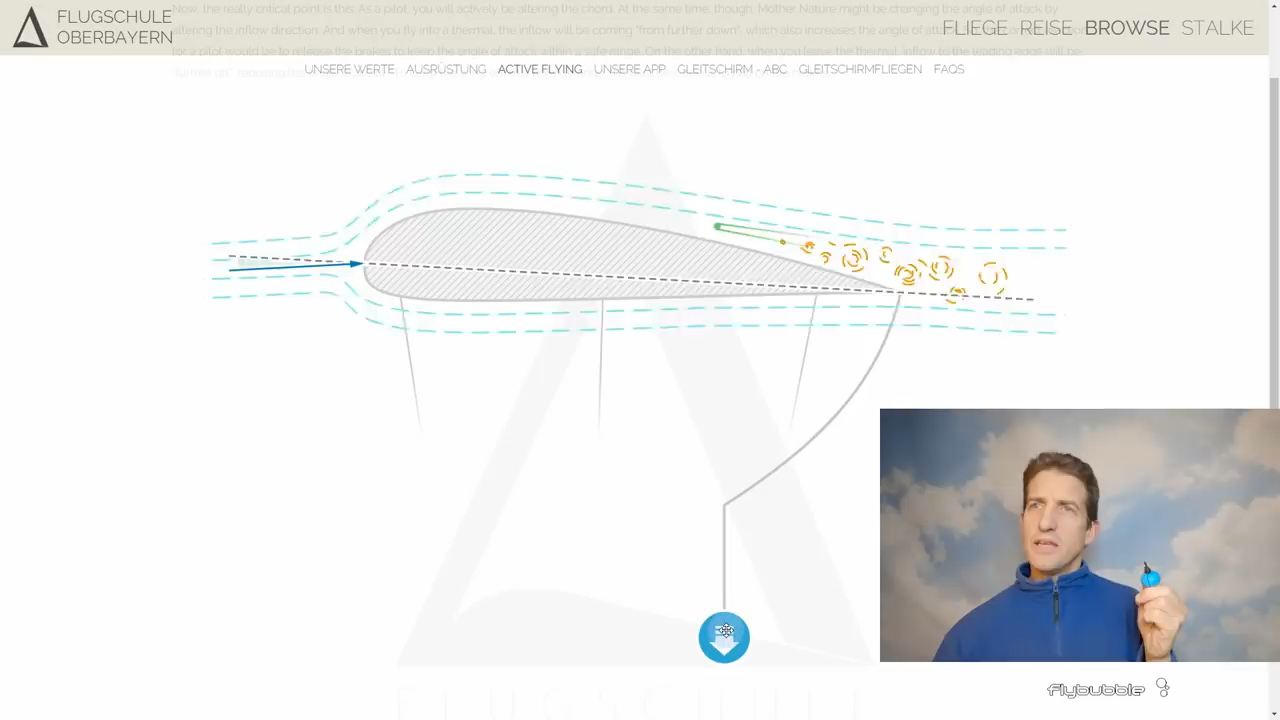 Now, the really critical point is this: As a pilot, you will actively be altering the chord. At the same time, though, Mother Nature might be changing the angle of attack by
altering the inflow direction. And when you fly into a thermal, the inflow will be coming "from further down", which also increases the angle of attack.
for a pilot would be to release the brakes to keep the angle of attack within a safe range. On the other hand, when you leave the thermal, inflow to the leading edge will be
"further up",
FLUGSCHULE
OBERBAYERN
FLIEGE REISE BROWSE STALKE
UNSERE WERTE AUSRÜSTUNG ACTIVE FLYING UNSERE APP GLEITSCHIRM - ABC GLEITSCHIRMFLIEGEN FAQS
flybubble
FLUGSCHULE